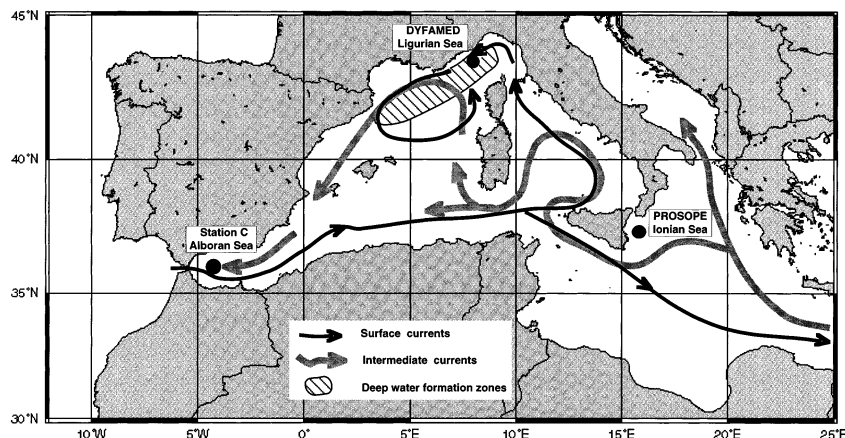 45°N
DYFAMED
Ligurian Sea
40°N
Station C
Alboran Sea
PROSOPE
Ionian Sea
35°N
Surface currents
Intermediate currents
Deep water formation zones
30°N
10°W
5°W
0°
5°E
10°E
15°E
20°E
25°E